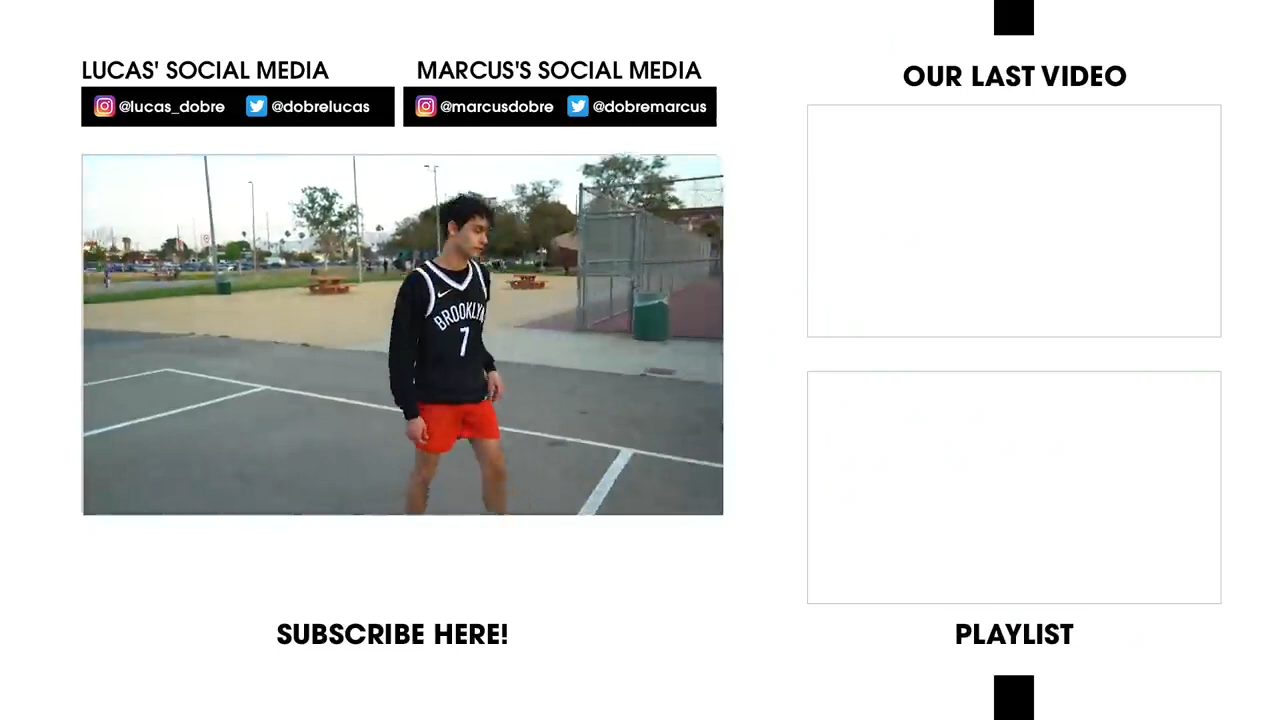 LUCAS' SOCIAL MEDIA
@lucas_dobre @dobrelucas
MARCUS'S SOCIAL MEDIA
@marcusdobre @dobremarcus
OUR LAST VIDEO
BROOKLYN
7
SUBSCRIBE HERE!
PLAYLIST